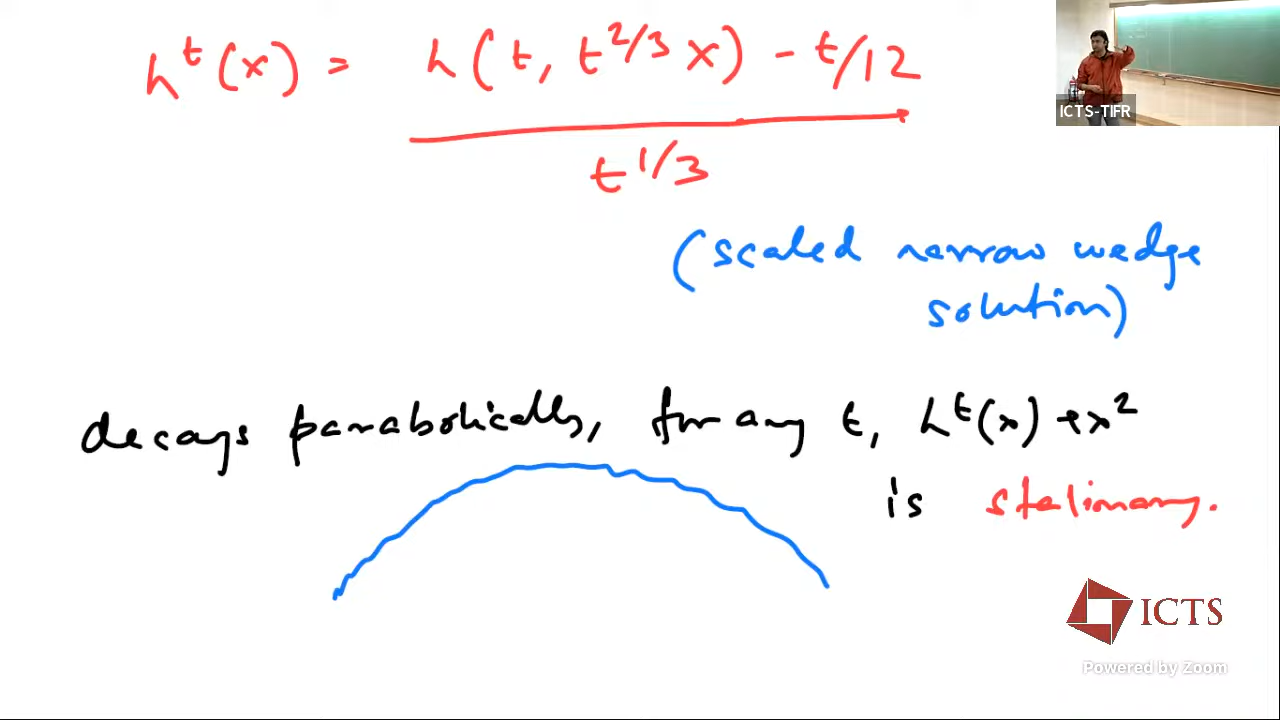 h^t(x) = h(t, t^{2/3} x) - t/12
t^{1/3}
(scaled narrow wedge
solution)
decays parabolically, for any t, h^t(x) + x^2
is stationary.
ICTS-TIFR
ICTS
Powered by Zoom